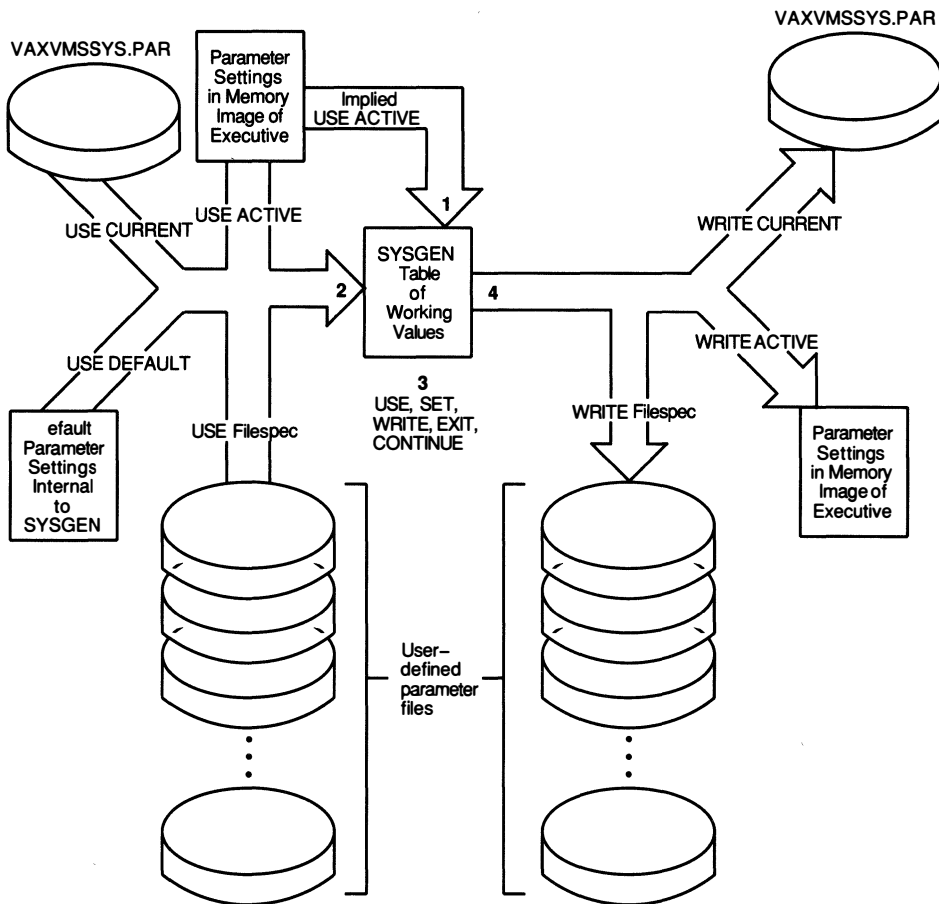 VAXVMSSYS.PAR
Parameter
Settings
in Memory
Image of
Executive
Implied
USE ACTIVE
VAXVMSSYS.PAR
USE CURRENT
USE ACTIVE
1
WRITE CURRENT
2
SYSGEN
Table
of
Working
Values
4
USE DEFAULT
WRITE ACTIVE
3
USE, SET,
WRITE, EXIT,
CONTINUE
efault
Parameter
Settings
Internal
to
SYSGEN
USE Filespec
WRITE Filespec
Parameter
Settings
in Memory
Image of
Executive
User–
defined
parameter
files